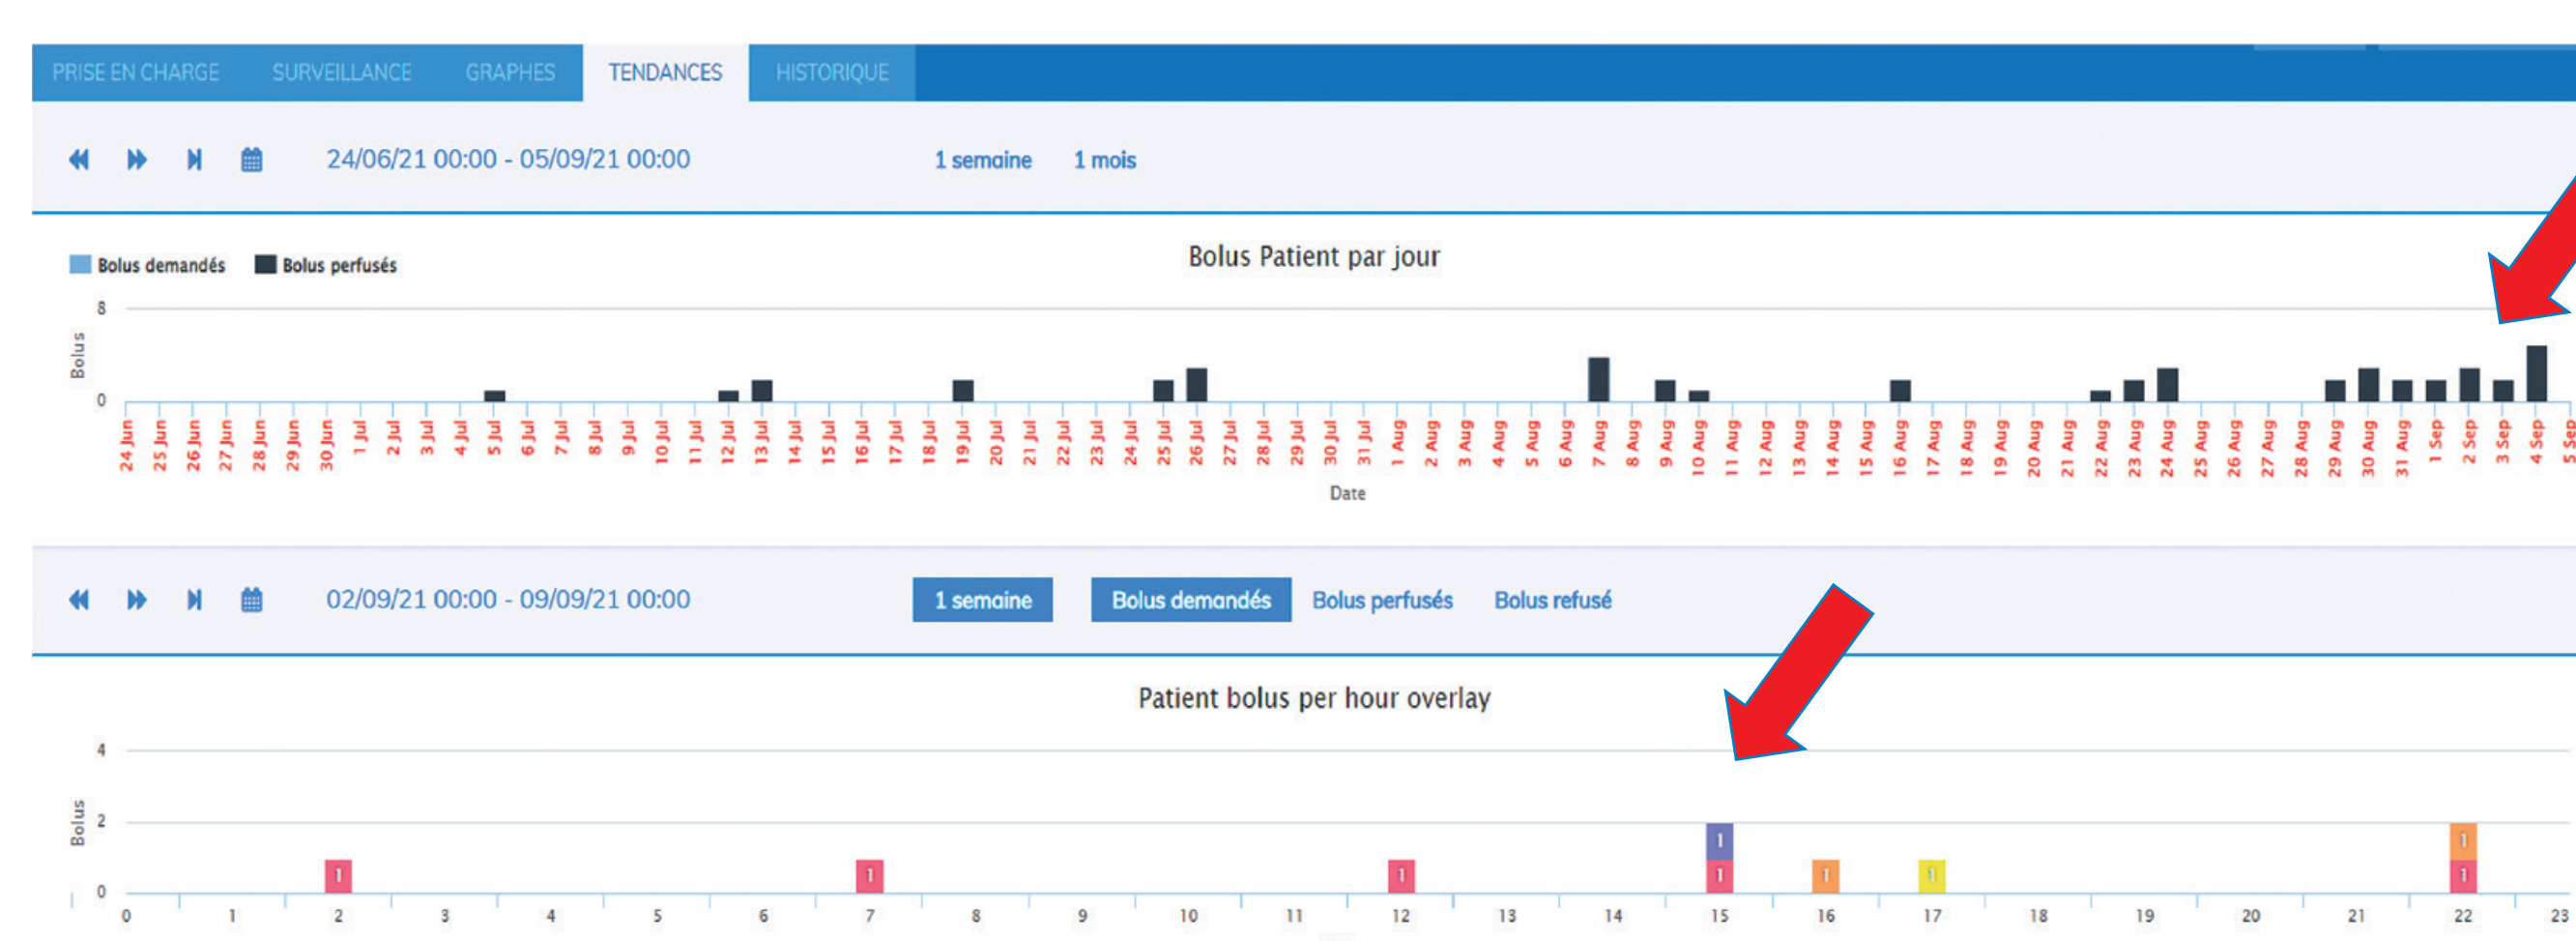 PRISE EN CHARGE SURVEILLANCE GRAPHES TENDANCES HISTORIQUE
24/06/21 00:00 - 05/09/21 00:00 1 semaine 1 mois
Bolus Patient par jour
Bolus demandés Bolus perfusés
8
Bolus
0
24 Jun 25 Jun 26 Jun 27 Jun 28 Jun 29 Jun 30 Jun 1 Jul 2 Jul 3 Jul 4 Jul 5 Jul 6 Jul 7 Jul 8 Jul 9 Jul 10 Jul 11 Jul 12 Jul 13 Jul 14 Jul 15 Jul 16 Jul 17 Jul 18 Jul 19 Jul 20 Jul 21 Jul 22 Jul 23 Jul 24 Jul 25 Jul 26 Jul 27 Jul 28 Jul 29 Jul 30 Jul 31 Jul 1 Aug 2 Aug 3 Aug 4 Aug 5 Aug 6 Aug 7 Aug 8 Aug 9 Aug 10 Aug 11 Aug 12 Aug 13 Aug 14 Aug 15 Aug 16 Aug 17 Aug 18 Aug 19 Aug 20 Aug 21 Aug 22 Aug 23 Aug 24 Aug 25 Aug 26 Aug 27 Aug 28 Aug 29 Aug 30 Aug 31 Aug 1 Sep 2 Sep 3 Sep 4 Sep 5 Sep
Date
02/09/21 00:00 - 09/09/21 00:00 1 semaine Bolus demandés Bolus perfusés Bolus refusé
Patient bolus per hour overlay
4
Bolus
2
1 1
1 1 1 1 1 1 1
0
0 1 2 3 4 5 6 7 8 9 10 11 12 13 14 15 16 17 18 19 20 21 22 23